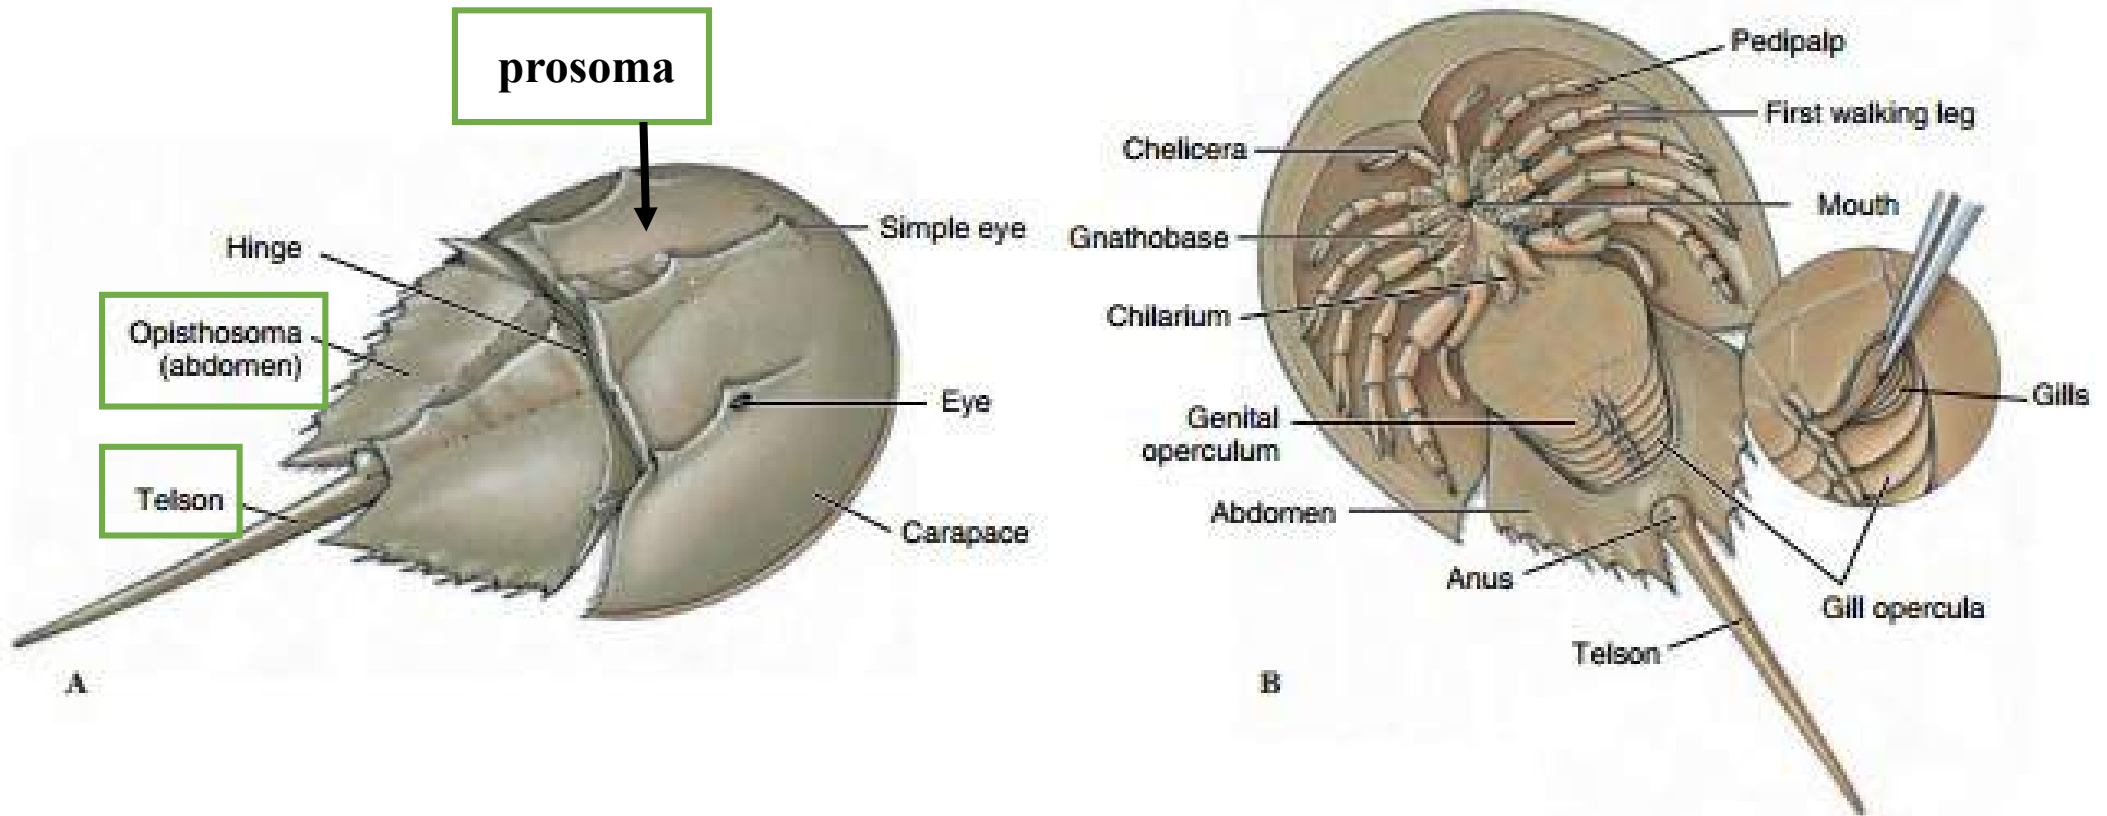 prosoma
Simple eye
Hinge
Opisthosoma
(abdomen)
Eye
Telson
Carapace
A
Pedipalp
First walking leg
Chelicera
Mouth
Gnathobase
Chilarium
Gills
Genital
operculum
Abdomen
Anus
Gill opercula
Telson
B